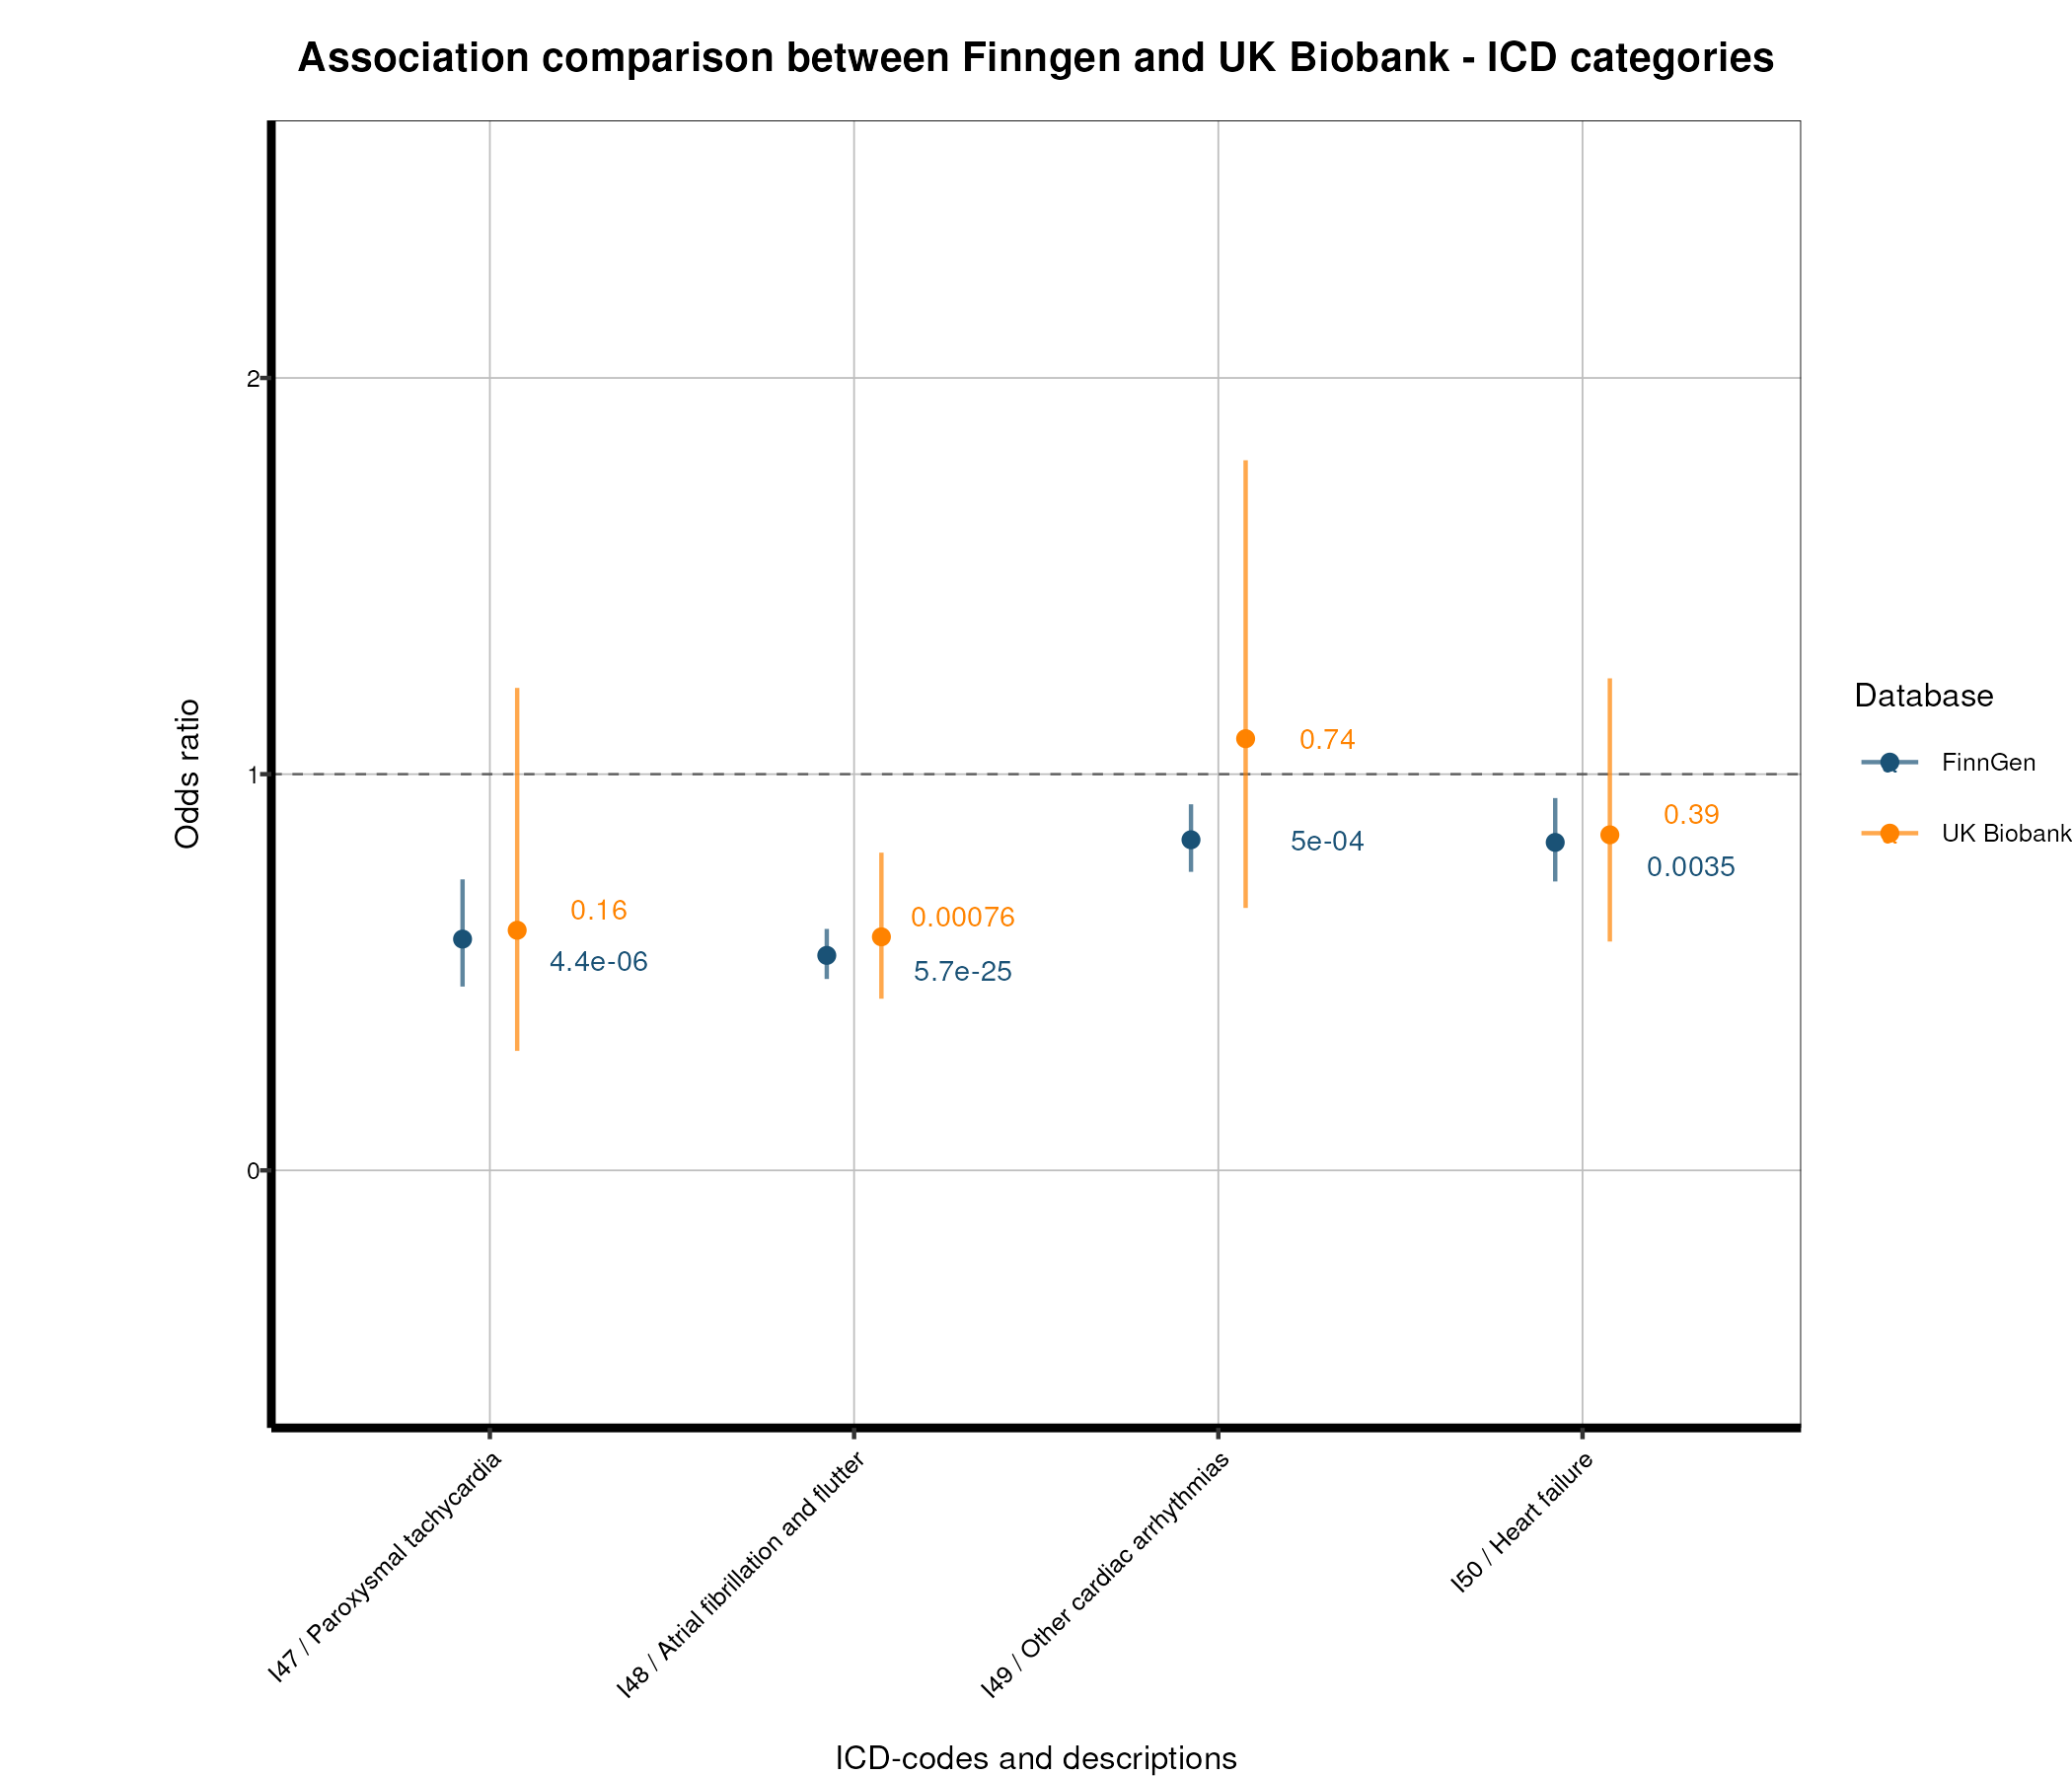 Association comparison between Finngen and UK Biobank - ICD categories
Odds ratio
2
1
0
0.16
4.4e-06
0.00076
5.7e-25
0.74
5e-04
0.39
0.0035
Database
FinnGen
UK Biobank
I47 / Paroxysmal tachycardia
I48 / Atrial fibrillation and flutter
I49 / Other cardiac arrhythmias
I50 / Heart failure
ICD-codes and descriptions